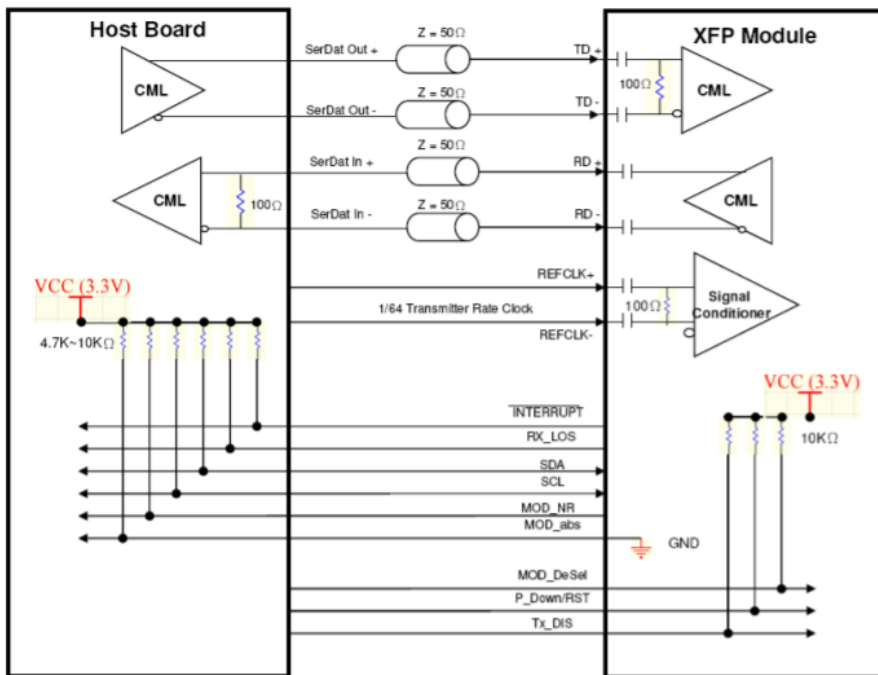 Host Board
XFP Module
Z = 50Ω
SerDat Out +
TD +
CML
100Ω
CML
Z = 50Ω
SerDat Out -
TD -
Z = 50Ω
SerDat In +
RD +
CML
100Ω
CML
Z = 50Ω
SerDat In -
RD -
REFCLK+
VCC (3.3V)
1/64 Transmitter Rate Clock
100Ω
Signal
Conditioner
REFCLK-
4.7K~10KΩ
VCC (3.3V)
INTERRUPT
10KΩ
RX_LOS
SDA
SCL
MOD_NR
MOD_abs
GND
MOD_DeSel
P_Down/RST
Tx_DIS